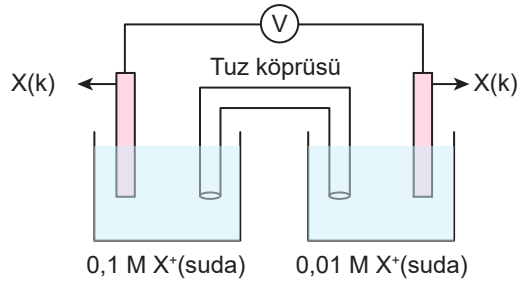 V
Tuz köprüsü
X(k)
X(k)
0,1 M X⁺(suda)
0,01 M X⁺(suda)